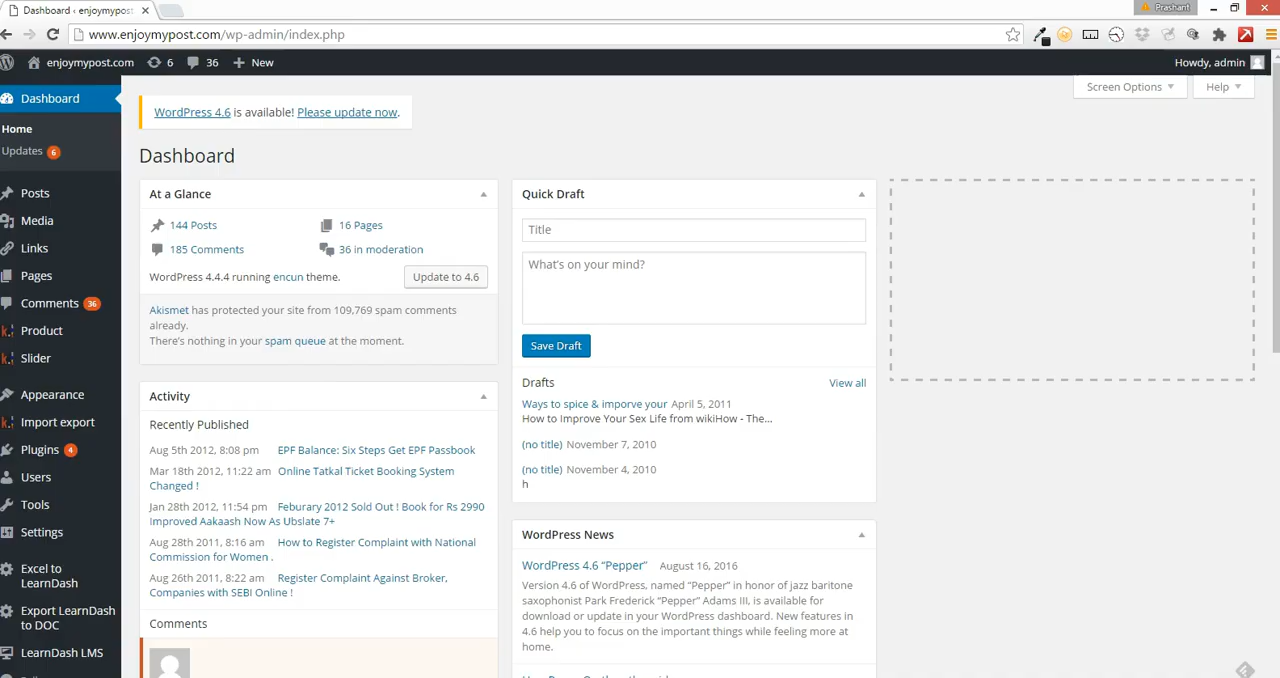 Dashboard ‹ enjoymypost
Prashant
www.enjoymypost.com/wp-admin/index.php
enjoymypost.com
6
36
New
Howdy, admin
Dashboard
Home
Updates 6
Posts
Media
Links
Pages
Comments 36
Product
Slider
Appearance
Import export
Plugins 4
Users
Tools
Settings
Excel to
LearnDash
Export LearnDash
to DOC
LearnDash LMS
Screen Options
Help
WordPress 4.6 is available! Please update now.
Dashboard
At a Glance
144 Posts
16 Pages
185 Comments
36 in moderation
WordPress 4.4.4 running encun theme.
Update to 4.6
Akismet has protected your site from 109,769 spam comments
already.
There's nothing in your spam queue at the moment.
Activity
Recently Published
Aug 5th 2012, 8:08 pm EPF Balance: Six Steps Get EPF Passbook
Mar 18th 2012, 11:22 am Online Tatkal Ticket Booking System
Changed !
Jan 28th 2012, 11:54 pm Feburary 2012 Sold Out ! Book for Rs 2990
Improved Aakaash Now As Ubslate 7+
Aug 28th 2011, 8:16 am How to Register Complaint with National
Commission for Women .
Aug 26th 2011, 8:22 am Register Complaint Against Broker,
Companies with SEBI Online !
Comments
Quick Draft
Title
What's on your mind?
Save Draft
Drafts
View all
Ways to spice & imporve your April 5, 2011
How to Improve Your Sex Life from wikiHow - The...
(no title) November 7, 2010
(no title) November 4, 2010
h
WordPress News
WordPress 4.6 “Pepper” August 16, 2016
Version 4.6 of WordPress, named “Pepper” in honor of jazz baritone
saxophonist Park Frederick “Pepper” Adams III, is available for
download or update in your WordPress dashboard. New features in
4.6 help you to focus on the important things while feeling more at
home.